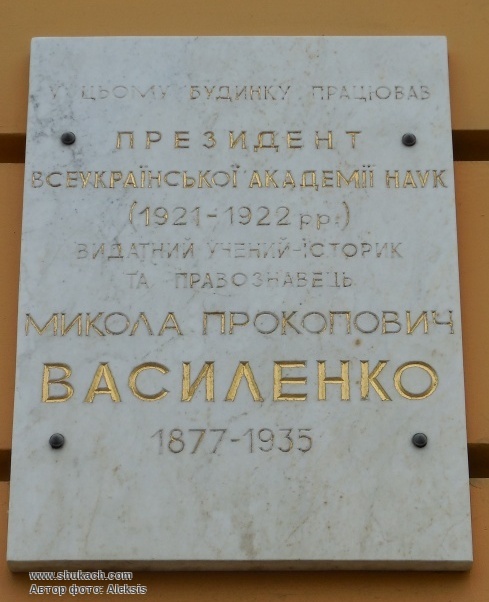 У ЦЬОМУ БУДИНКУ ПРАЦЮВАВ
ПРЕЗИДЕНТ
ВСЕУКРАЇНСЬКОЇ АКАДЕМІЇ НАУК
(1921-1922 рр.)
ВИДАТНИЙ УЧЕНИЙ-ІСТОРИК
ТА ПРАВОЗНАВЕЦЬ
МИКОЛА ПРОКОПОВИЧ
ВАСИЛЕНКО
1877-1935
www.shukach.com
Автор фото: Aleksis